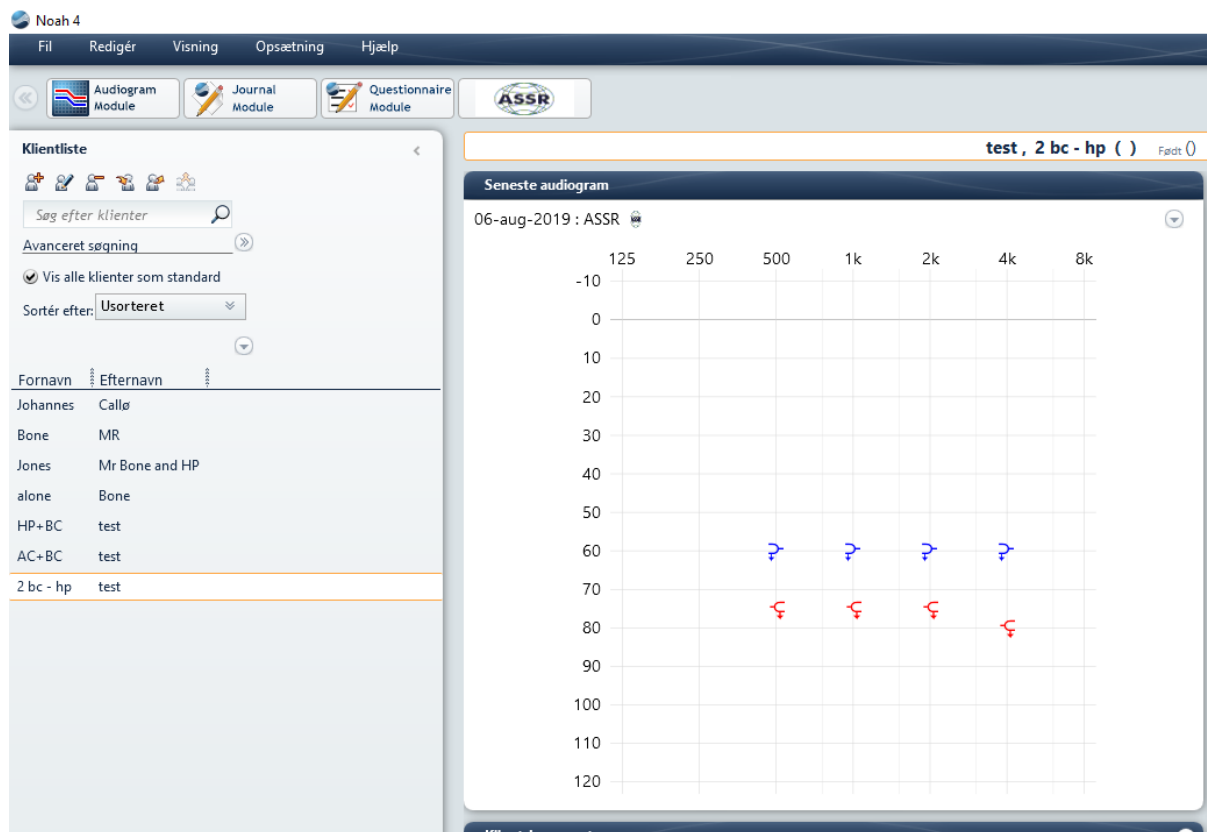 Noah 4
Fil Redigér Visning Opsætning Hjælp
Audiogram Module
Journal Module
Questionnaire Module
ASSR
Klientliste
Søg efter klienter
Avanceret søgning
Vis alle klienter som standard
Sortér efter: Usorteret
Fornavn Efternavn
Johannes Callø
Bone MR
Jones Mr Bone and HP
alone Bone
HP+BC test
AC+BC test
2 bc - hp test
test , 2 bc - hp ( ) Født ()
Seneste audiogram
06-aug-2019 : ASSR
125 250 500 1k 2k 4k 8k
-10
0
10
20
30
40
50
60
70
80
90
100
110
120